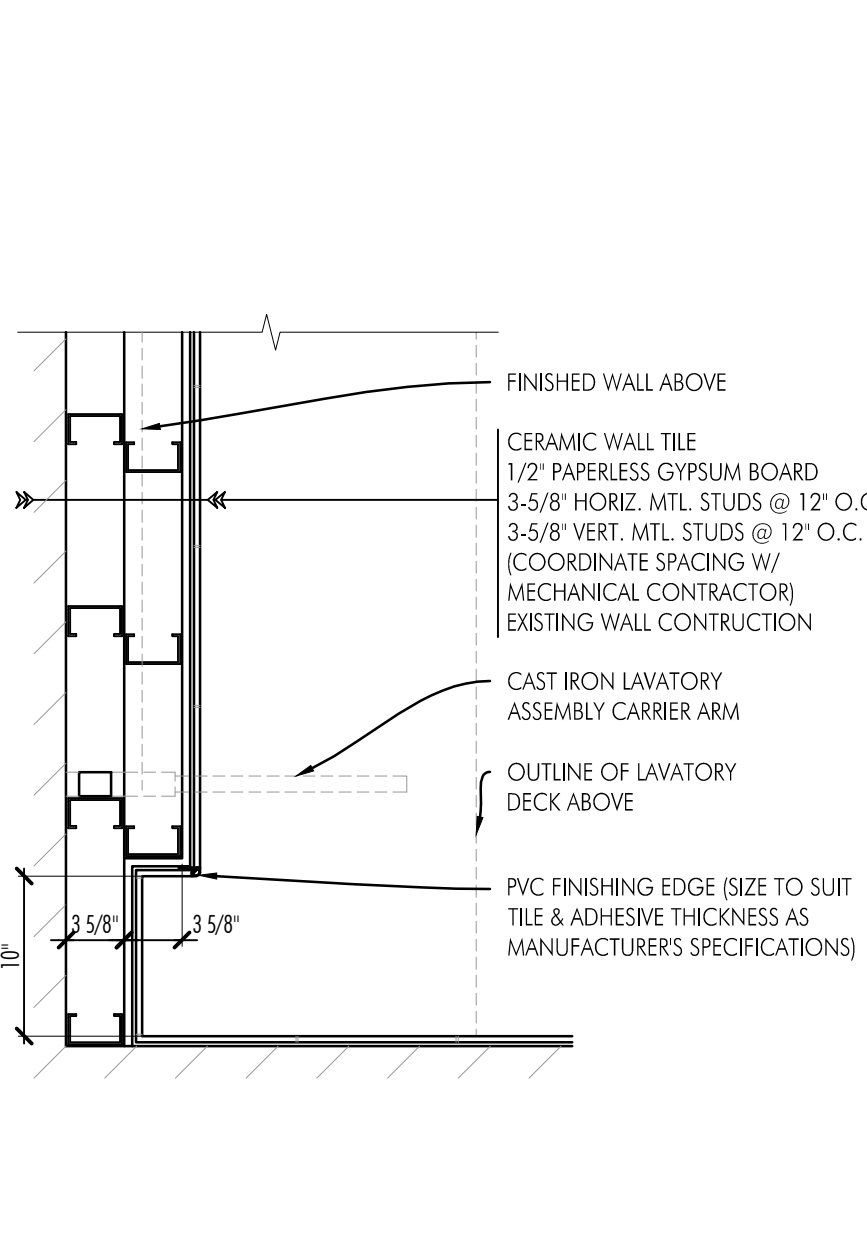 FINISHED WALL ABOVE
CERAMIC WALL TILE
1/2" PAPERLESS GYPSUM BOARD
3-5/8" HORIZ. MTL. STUDS @ 12" O.C
3-5/8" VERT. MTL. STUDS @ 12" O.C.
(COORDINATE SPACING W/
MECHANICAL CONTRACTOR)
EXISTING WALL CONTRUCTION
CAST IRON LAVATORY
ASSEMBLY CARRIER ARM
OUTLINE OF LAVATORY
DECK ABOVE
PVC FINISHING EDGE (SIZE TO SUIT
TILE & ADHESIVE THICKNESS AS
MANUFACTURER'S SPECIFICATIONS)
3 5/8"
3 5/8"
10"